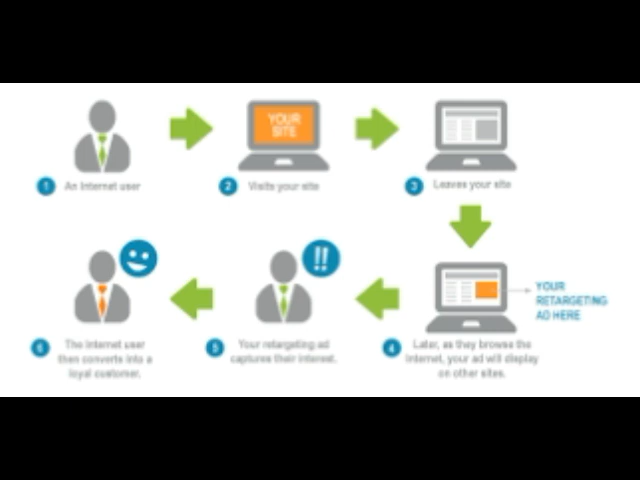 YOUR
SITE
1 An Internet user
2 Visits your site
3 Leaves your site
YOUR
RETARGETING
AD HERE
4 Later, as they browse the
Internet, your ad will display
on other sites.
!!
5 Your retargeting ad
captures their interest.
6 The Internet user
then converts into a
loyal customer.